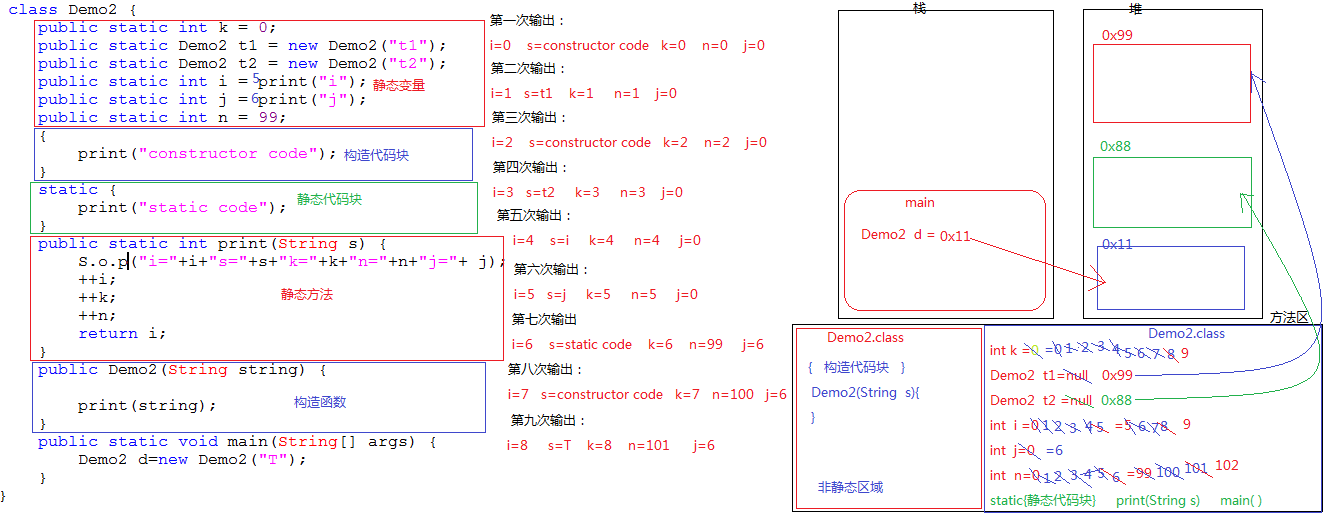 class Demo2 {
public static int k = 0;
public static Demo2 t1 = new Demo2("t1");
public static Demo2 t2 = new Demo2("t2");
public static int i = 5 print("i");
静态变量
public static int j = 6 print("j");
public static int n = 99;
{
print("constructor code");
构造代码块
}
static {
静态代码块
print("static code");
}
public static int print(String s) {
S.o.p("i="+i+"s="+s+"k="+k+"n="+n+"j="+ j);
++i;
++k;
静态方法
++n;
return i;
}
public Demo2(String string) {
print(string);
构造函数
}
public static void main(String[] args) {
Demo2 d=new Demo2("T");
}
}
第一次输出：
i=0 s=constructor code k=0 n=0 j=0
第二次输出：
i=1 s=t1 k=1 n=1 j=0
第三次输出：
i=2 s=constructor code k=2 n=2 j=0
第四次输出：
i=3 s=t2 k=3 n=3 j=0
第五次输出：
i=4 s=i k=4 n=4 j=0
第六次输出：
i=5 s=j k=5 n=5 j=0
第七次输出
i=6 s=static code k=6 n=99 j=6
第八次输出：
i=7 s=constructor code k=7 n=100 j=6
第九次输出：
i=8 s=T k=8 n=101 j=6
栈
main
Demo2 d = 0x11
堆
0x99
0x88
0x11
方法区
Demo2.class
{ 构造代码块 }
Demo2(String s){
}
非静态区域
Demo2.class
int k =0 =0 1 2 3 4 5 6 7 8 9
Demo2 t1=null 0x99
Demo2 t2 =null 0x88
int i =0 1 2 3 4 5 =5 6 7 8 9
int j=0 =6
int n=0 1 2 3 4 5 6 =99 100 101 102
static{静态代码块} print(String s) main( )